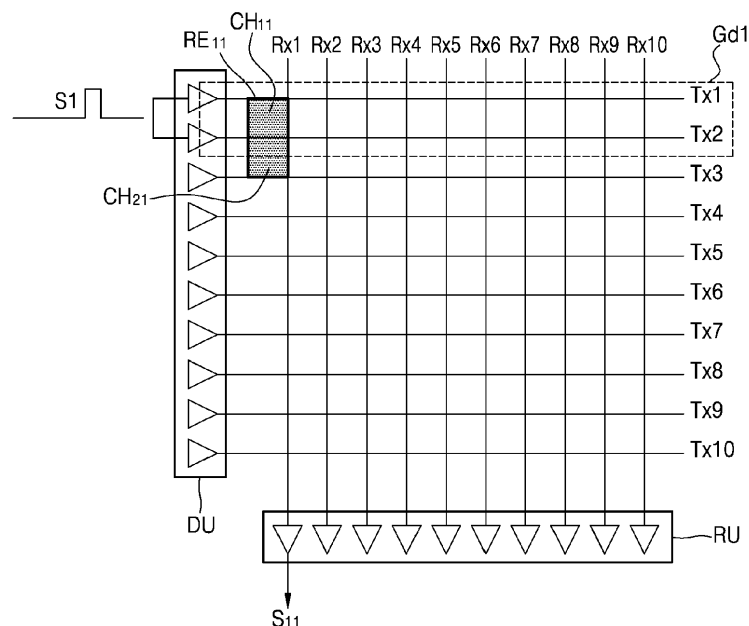 CH11
RE11 Rx1 Rx2 Rx3 Rx4 Rx5 Rx6 Rx7 Rx8 Rx9 Rx10 Gd1
S1
Tx1
Tx2
Tx3
CH21
Tx4
Tx5
Tx6
Tx7
Tx8
Tx9
Tx10
DU
RU
S11